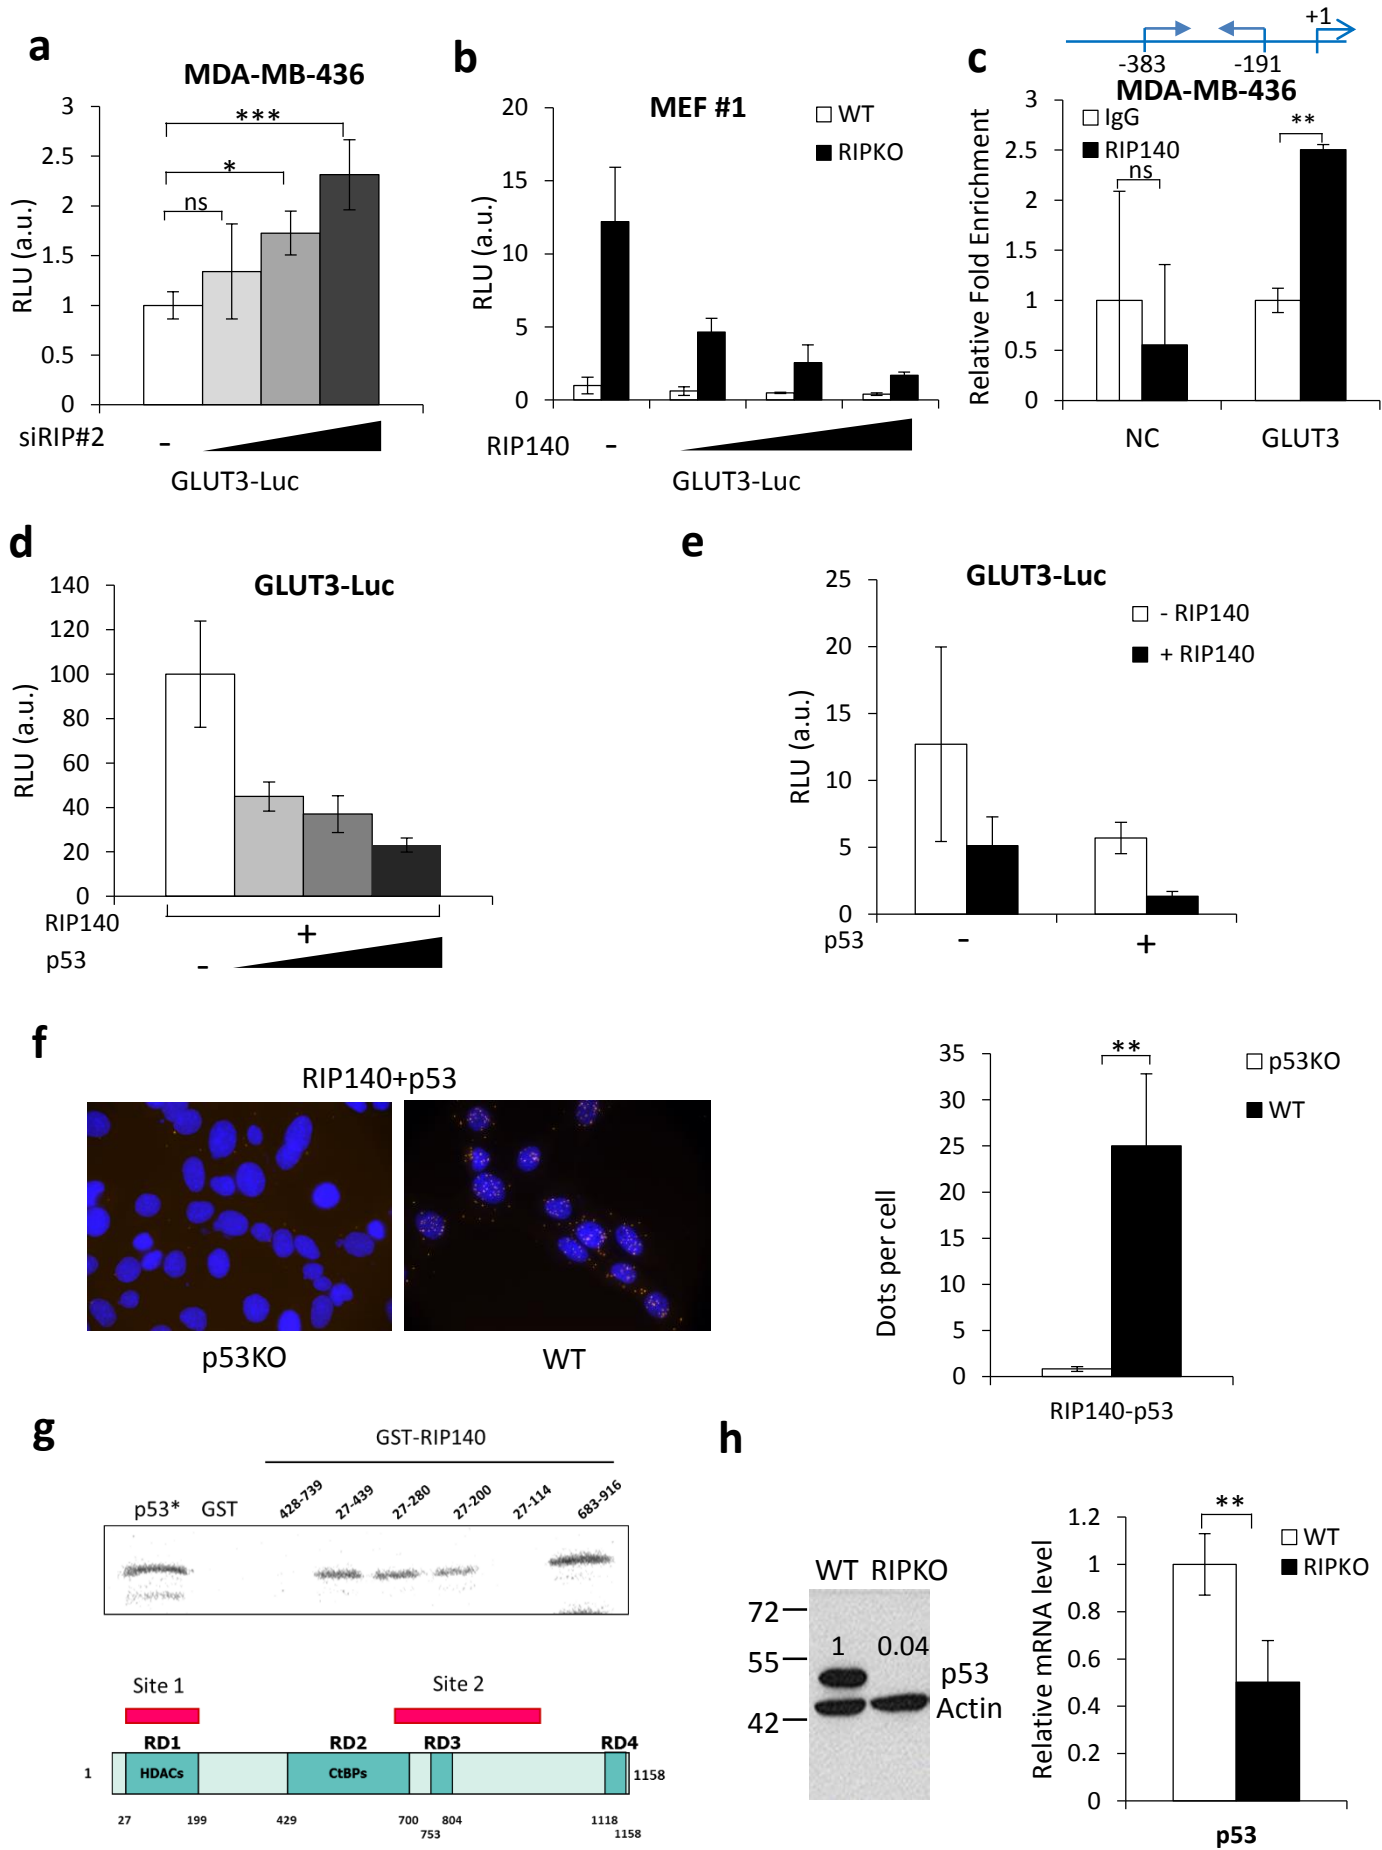 a
MDA-MB-436
3
2.5
2
1.5
1
0.5
0
RLU (a.u.)
***
*
ns
siRIP#2
-
GLUT3-Luc
b
MEF #1
WT
RIPKO
20
15
10
5
0
RLU (a.u.)
RIP140
-
GLUT3-Luc
c
+1
-383
-191
MDA-MB-436
IgG
RIP140
3
2.5
2
1.5
1
0.5
0
Relative Fold Enrichment
ns
**
NC
GLUT3
d
GLUT3-Luc
140
120
100
80
60
40
20
0
RLU (a.u.)
RIP140
+
p53
-
e
GLUT3-Luc
- RIP140
+ RIP140
25
20
15
10
5
0
RLU (a.u.)
p53
-
+
f
RIP140+p53
p53KO
WT
35
30
25
20
15
10
5
0
Dots per cell
**
p53KO
WT
RIP140-p53
g
GST-RIP140
p53*
GST
428-739
27-439
27-280
27-200
27-114
683-916
Site 1
Site 2
RD1
RD2
RD3
RD4
1
HDACs
CtBPs
1158
27
199
429
700
753
804
1118
1158
h
WT
RIPKO
72
55
42
1
0.04
p53
Actin
1.2
1
0.8
0.6
0.4
0.2
0
Relative mRNA level
**
WT
RIPKO
p53